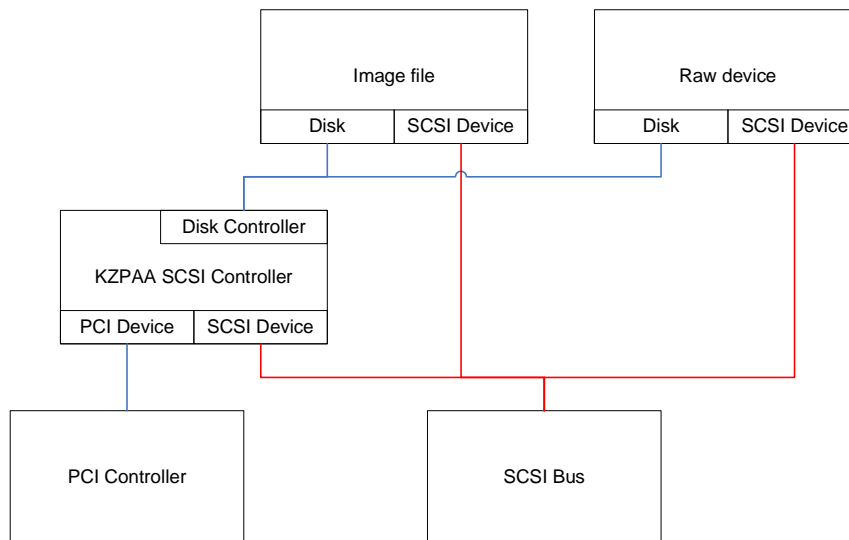 Image file
Raw device
Disk
SCSI Device
Disk
SCSI Device
Disk Controller
KZPAA SCSI Controller
PCI Device
SCSI Device
PCI Controller
SCSI Bus